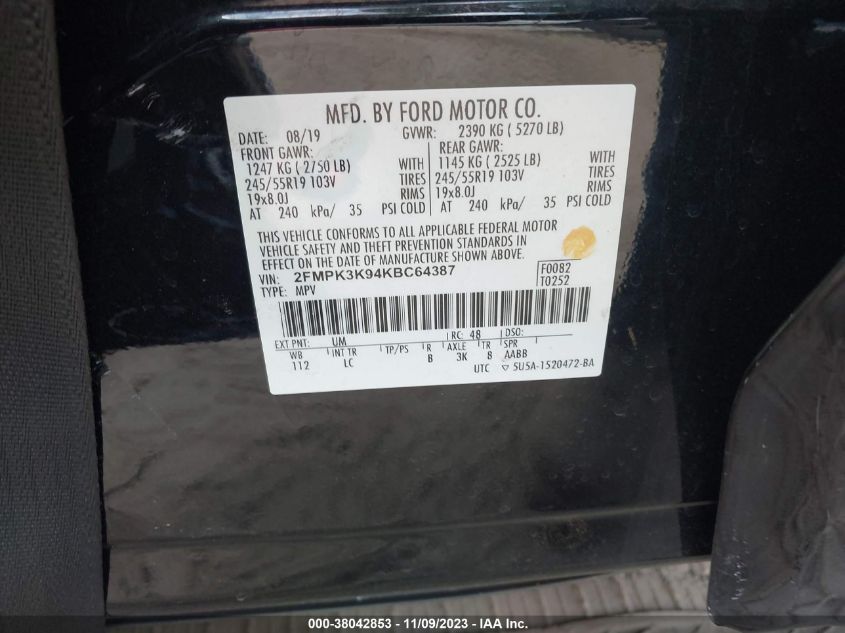 MFD. BY FORD MOTOR CO.
DATE: 08/19 GVWR: 2390 KG ( 5270 LB)
FRONT GAWR: REAR GAWR:
1247 KG ( 2750 LB) WITH 1145 KG ( 2525 LB) WITH
245/55R19 103V TIRES 245/55R19 103V TIRES
19x8.0J RIMS 19x8.0J RIMS
AT 240 kPa/ 35 PSI COLD AT 240 kPa/ 35 PSI COLD
THIS VEHICLE CONFORMS TO ALL APPLICABLE FEDERAL MOTOR
VEHICLE SAFETY AND THEFT PREVENTION STANDARDS IN
EFFECT ON THE DATE OF MANUFACTURE SHOWN ABOVE.
VIN: 2FMPK3K94KBC64387 F0082
TYPE: MPV T0252
EXT PNT: UM RC: 48 DSO:
WB INT TR TP/PS R AXLE TR SPR
112 LC B 3K 8 AABB
UTC ▽ 5U5A-1520472-BA
000-38042853 - 11/09/2023 - IAA Inc.